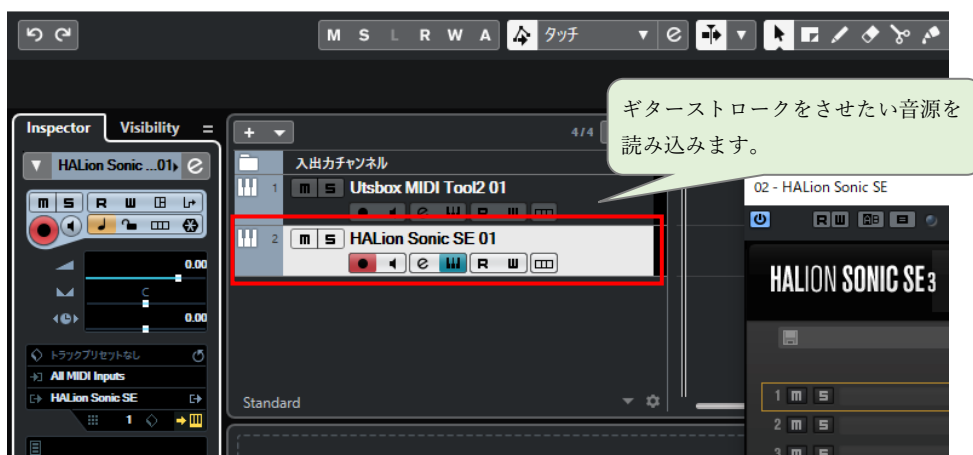 M S L R W A タッチ
ギターストロークをさせたい音源を
読み込みます。
Inspector Visibility
4/4
HALion Sonic ...01
入出力チャンネル
1 m S Utsbox MIDI Tool2 01
e R W
02 - HALion Sonic SE
m S R W
2 m S HALion Sonic SE 01
e R W
R W AB
0.00
C
0.00
HALION SONIC SE 3
トラックプリセットなし
All MIDI Inputs
HALion Sonic SE
1
Standard
1 m S
2 m S
3 m S